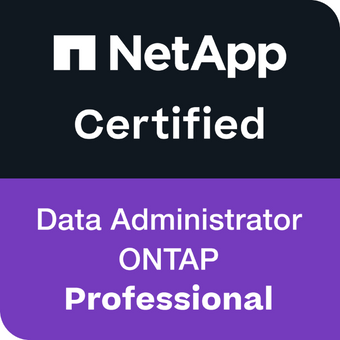 NetApp
Certified
Data Administrator
ONTAP
Professional